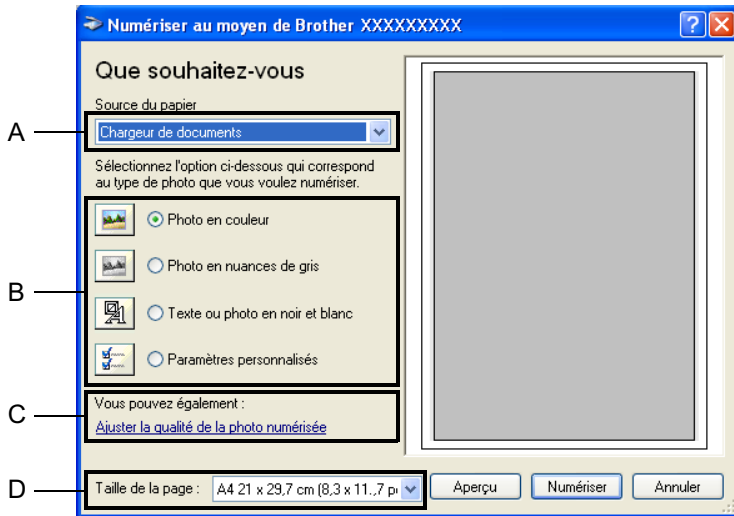 Numériser au moyen de Brother XXXXXXXXX
Que souhaitez-vous
Source du papier
A
Chargeur de documents
Sélectionnez l'option ci-dessous qui correspond
au type de photo que vous voulez numériser.
Photo en couleur
Photo en nuances de gris
B
Texte ou photo en noir et blanc
Paramètres personnalisés
Vous pouvez également :
C
Ajuster la qualité de la photo numérisée
D
Taille de la page : A4 21 x 29,7 cm (8,3 x 11.,7 p
Aperçu
Numériser
Annuler